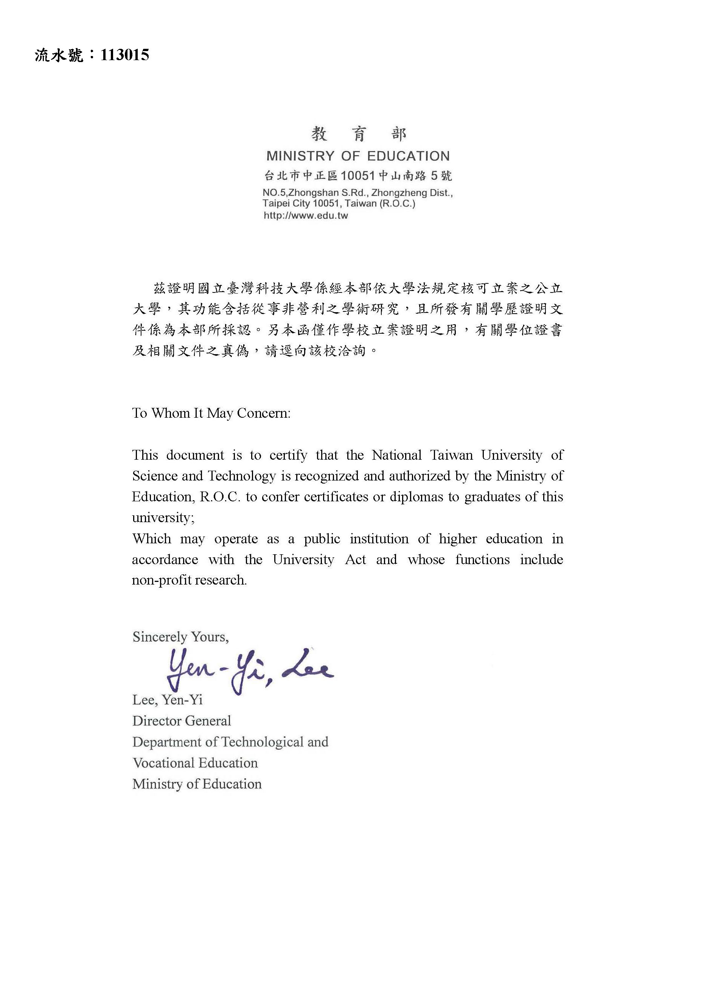 流水號：113015
教 育 部
MINISTRY OF EDUCATION
台北市中正區10051中山南路 5 號
NO.5,Zhongshan S.Rd., Zhongzheng Dist.,
Taipei City 10051, Taiwan (R.O.C.)
http://www.edu.tw
茲證明國立臺灣科技大學係經本部依大學法規定核可立案之公立
大學，其功能含括從事非營利之學術研究，且所發有關學歷證明文
件係為本部所採認。另本函僅作學校立案證明之用，有關學位證書
及相關文件之真偽，請逕向該校洽詢。
To Whom It May Concern:
This document is to certify that the National Taiwan University of
Science and Technology is recognized and authorized by the Ministry of
Education, R.O.C. to confer certificates or diplomas to graduates of this
university;
Which may operate as a public institution of higher education in
accordance with the University Act and whose functions include
non-profit research.
Sincerely Yours,
Yen-Yi, Lee
Lee, Yen-Yi
Director General
Department of Technological and
Vocational Education
Ministry of Education